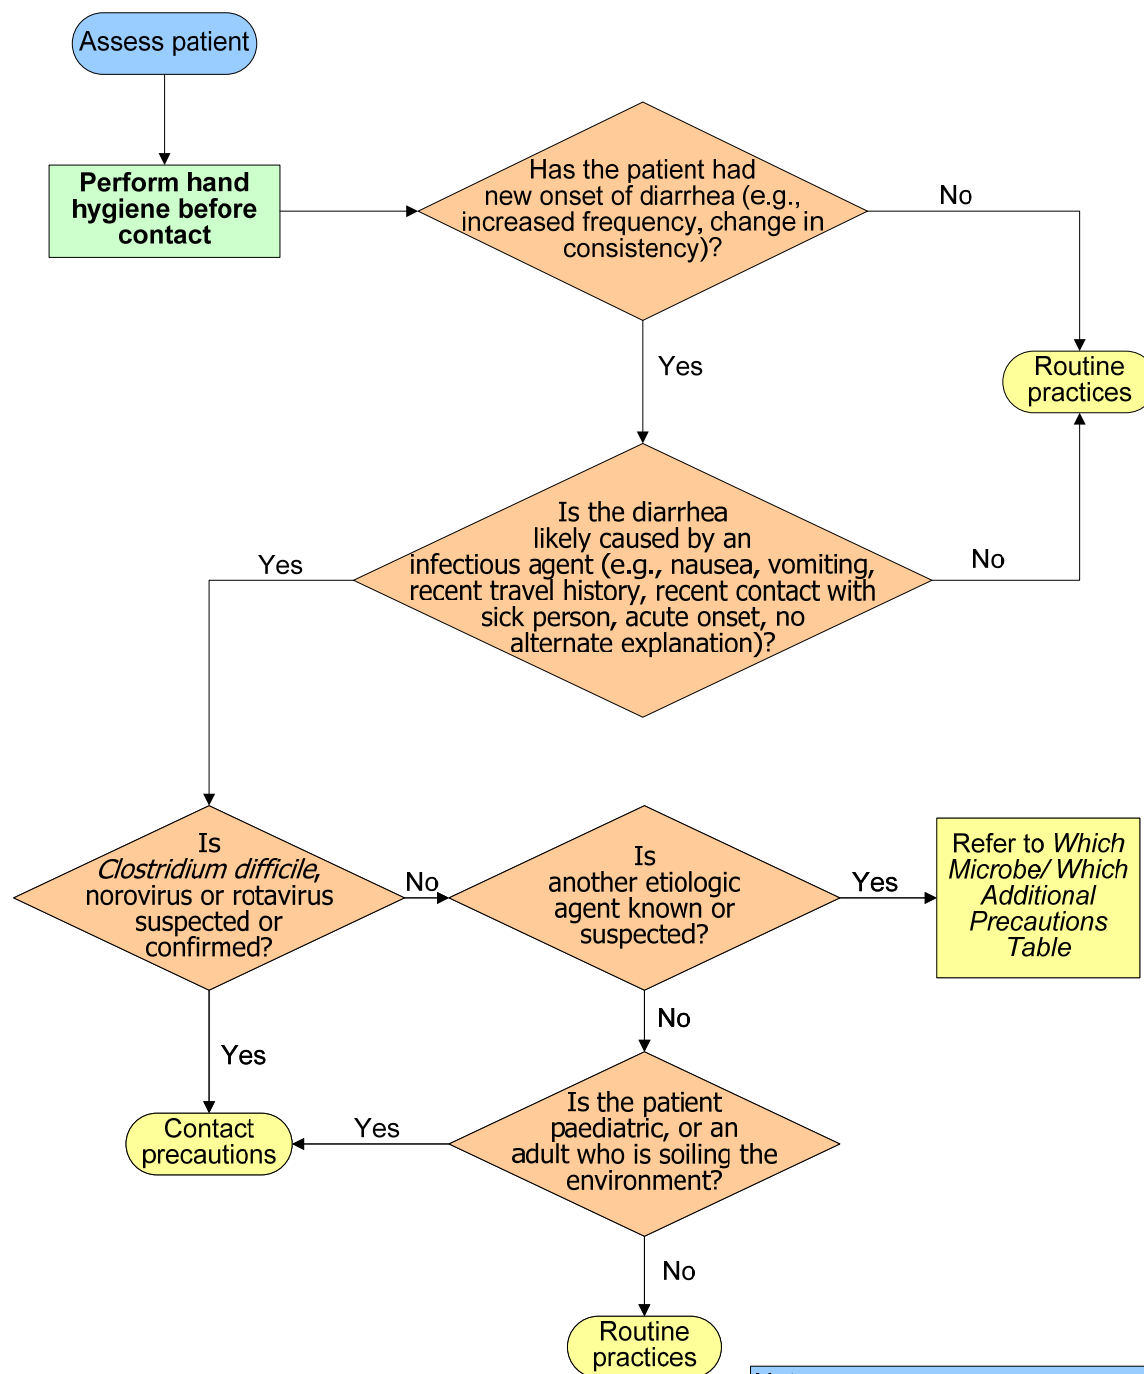 Assess patient
Perform hand
hygiene before
contact
Has the patient had
new onset of diarrhea (e.g.,
increased frequency, change in
consistency)?
No
Yes
Routine
practices
Is the diarrhea
likely caused by an
infectious agent (e.g., nausea, vomiting,
recent travel history, recent contact with
sick person, acute onset, no
alternate explanation)?
Yes
No
Is
Clostridium difficile,
norovirus or rotavirus
suspected or
confirmed?
No
Is
another etiologic
agent known or
suspected?
Yes
Refer to Which
Microbe/ Which
Additional
Precautions
Table
Yes
No
Contact
precautions
Yes
Is the patient
paediatric, or an
adult who is soiling the
environment?
No
Routine
practices